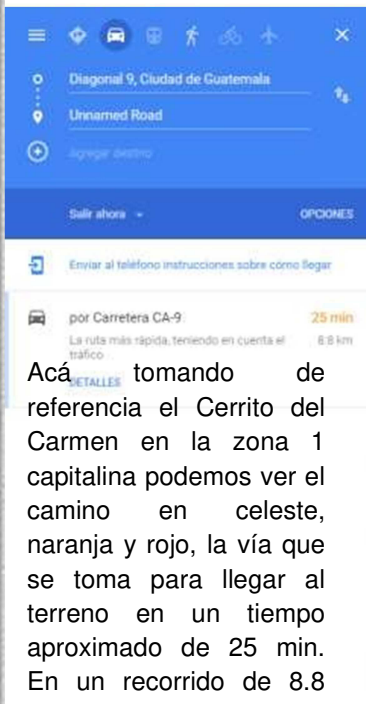 Diagonal 9, Ciudad de Guatemala
Unnamed Road
Agregar destino
Salir ahora OPCIONES
Enviar al teléfono instrucciones sobre cómo llegar
por Carretera CA-9 25 min
La ruta más rápida, teniendo en cuenta el 8.8 km
tráfico
DETALLES
Acá tomando de
referencia el Cerrito del
Carmen en la zona 1
capitalina podemos ver el
camino en celeste,
naranja y rojo, la vía que
se toma para llegar al
terreno en un tiempo
aproximado de 25 min.
En un recorrido de 8.8